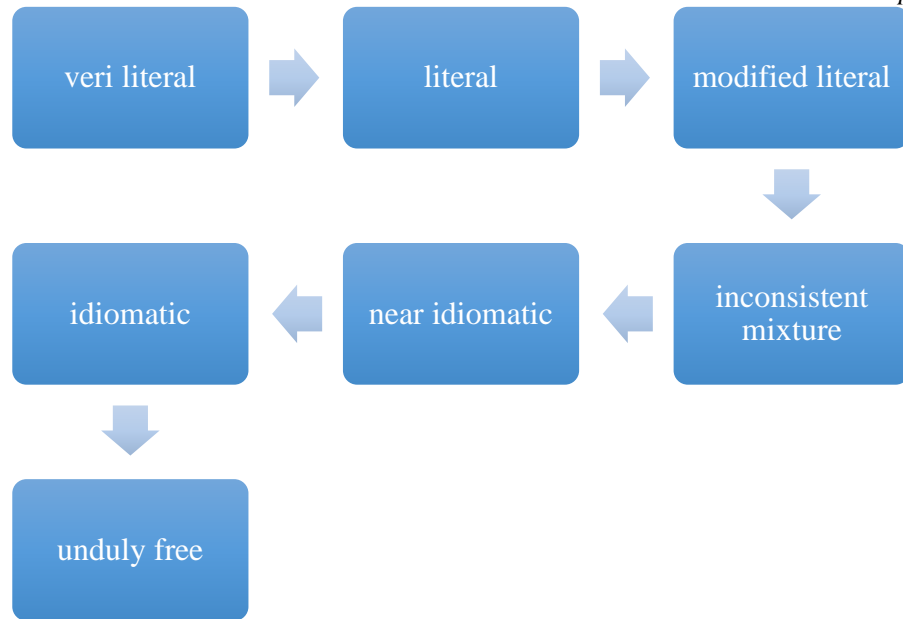 veri literal
literal
modified literal
inconsistent
mixture
near idiomatic
idiomatic
unduly free